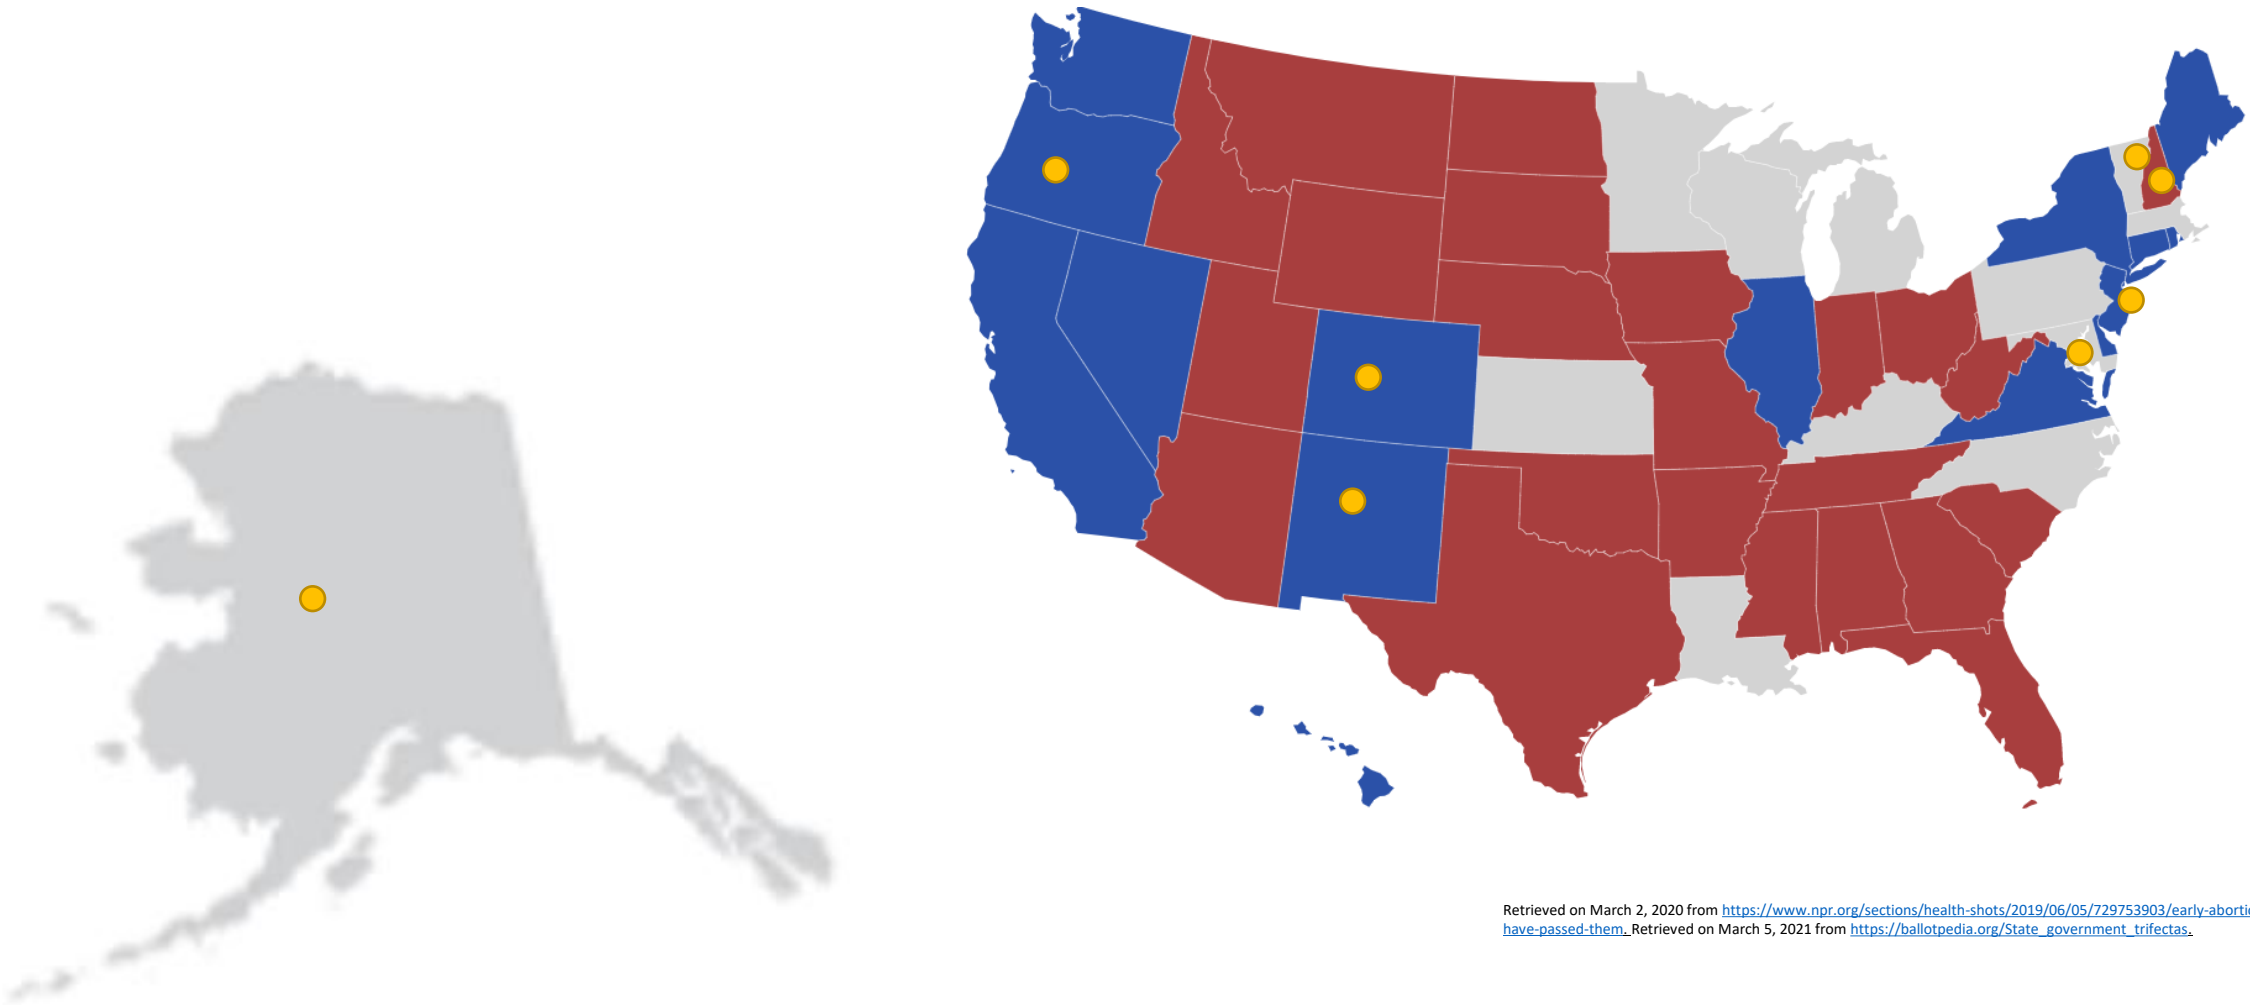 Retrieved on March 2, 2020 from https://www.npr.org/sections/health-shots/2019/06/05/729753903/early-aborti
have-passed-them. Retrieved on March 5, 2021 from https://ballotpedia.org/State_government_trifectas.